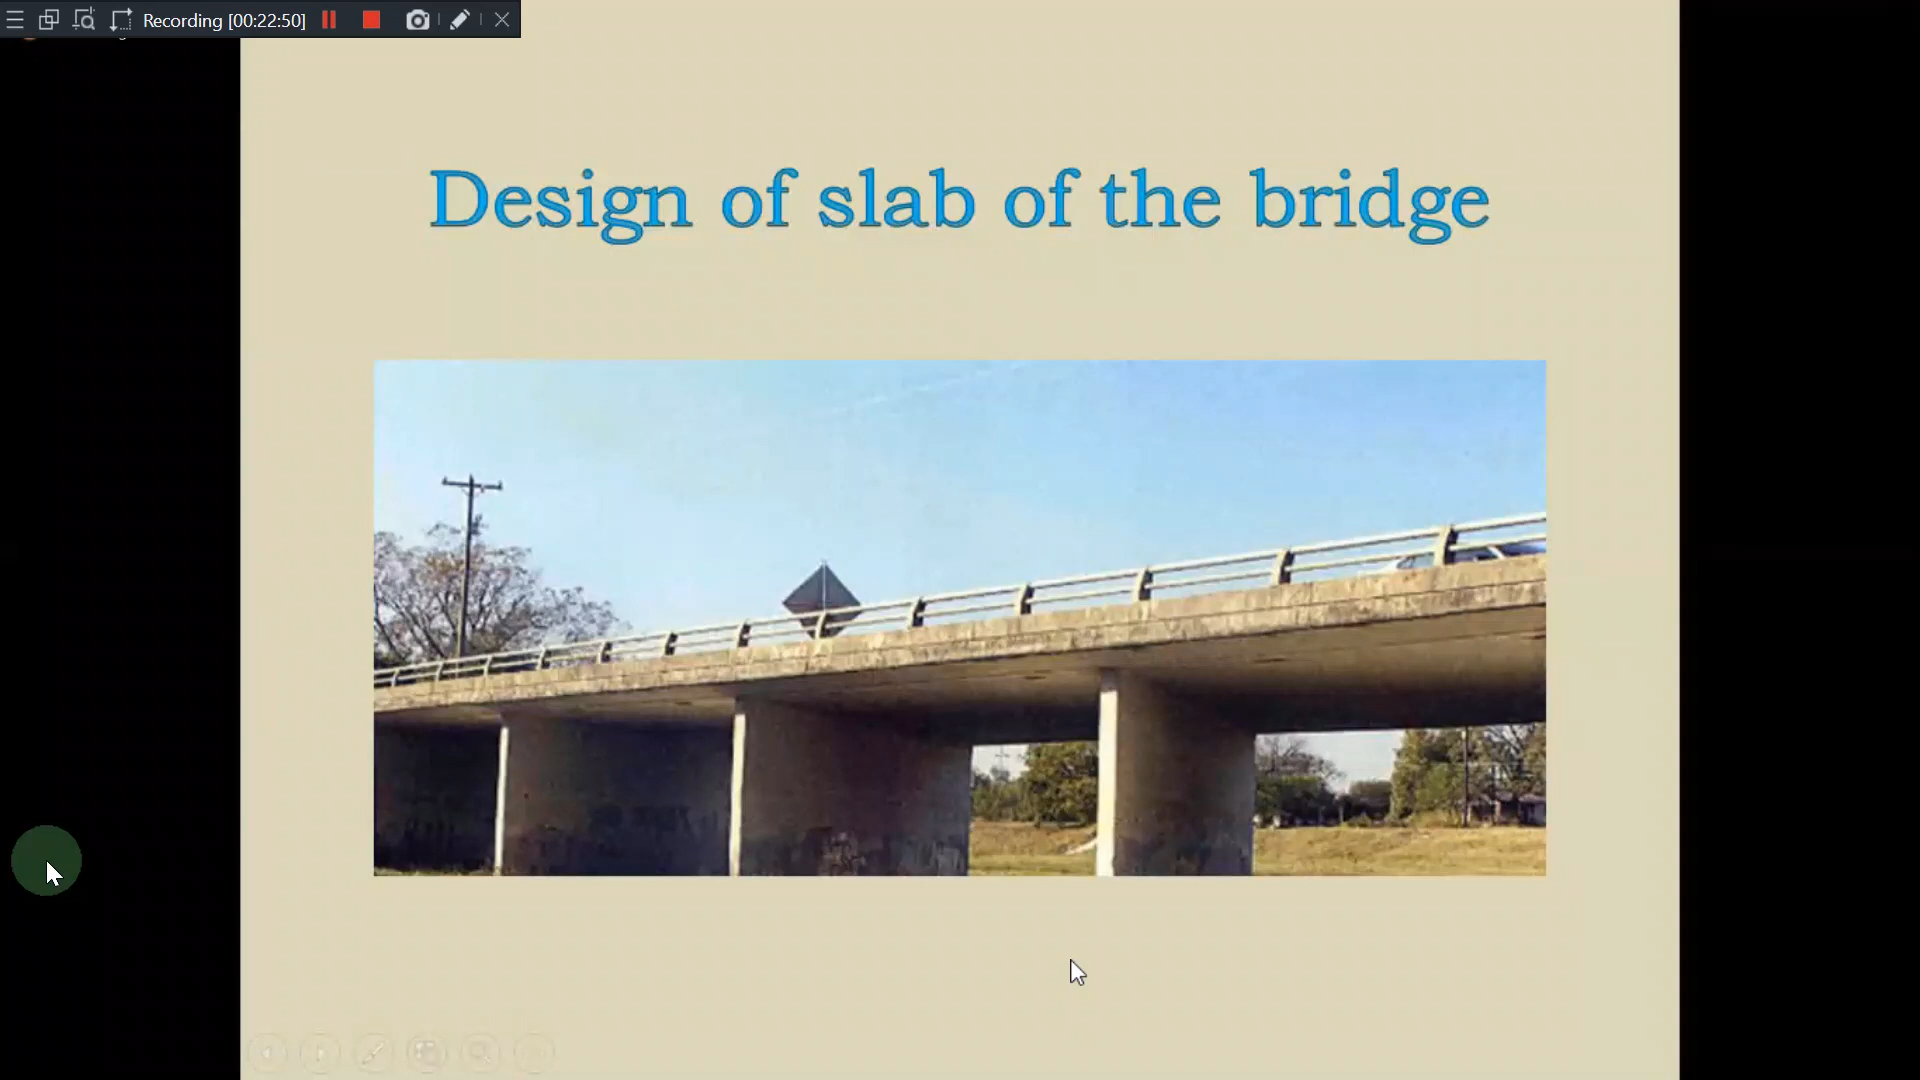 Recording [00:22:50]
Design of slab of the bridge